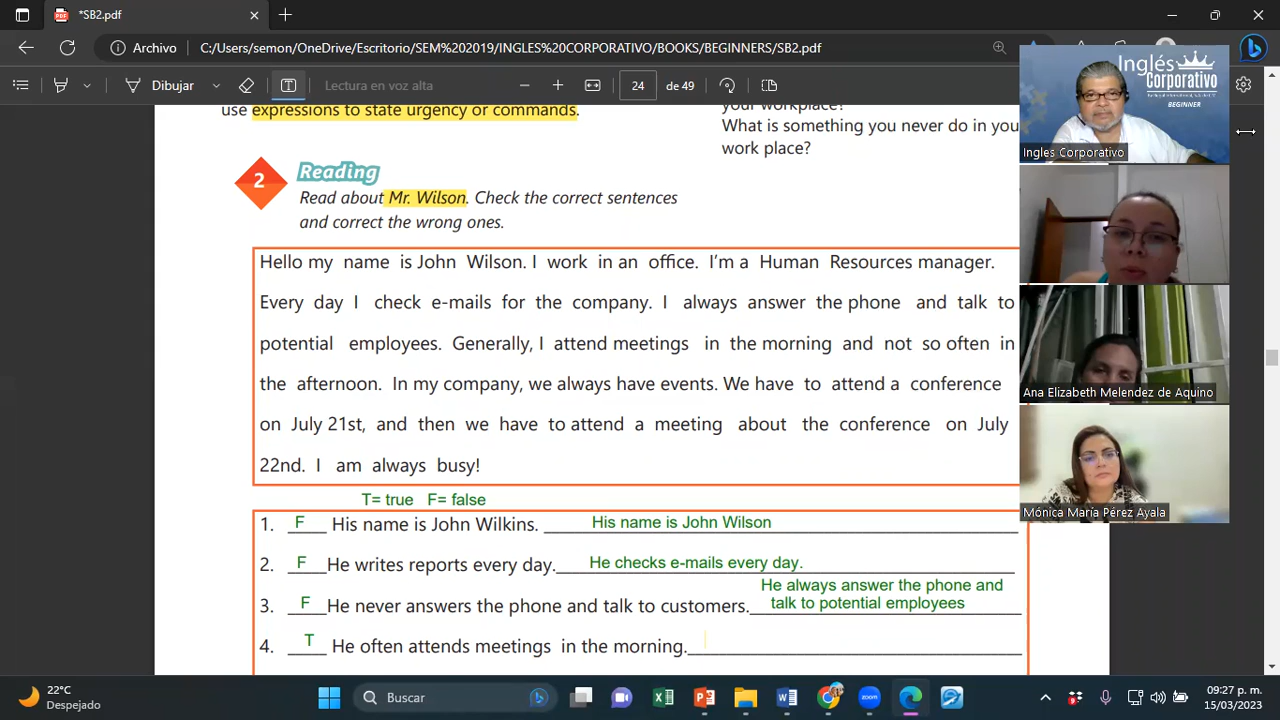 *SB2.pdf
Archivo
C:/Users/semon/OneDrive/Escritorio/SEM%202019/INGLES%20CORPORATIVO/BOOKS/BEGINNERS/SB2.pdf
Dibujar
Lectura en voz alta
24
de 49
use expressions to state urgency or commands.
your workplace?
What is something you never do in you
work place?
2
Reading
Read about Mr. Wilson. Check the correct sentences
and correct the wrong ones.
Hello my name is John Wilson. I work in an office. I'm a Human Resources manager.
Every day I check e-mails for the company. I always answer the phone and talk to
potential employees. Generally, I attend meetings in the morning and not so often in
the afternoon. In my company, we always have events. We have to attend a conference
on July 21st, and then we have to attend a meeting about the conference on July
22nd. I am always busy!
T= true F= false
1. F His name is John Wilkins. His name is John Wilson
2. F He writes reports every day. He checks e-mails every day.
3. F He never answers the phone and talk to customers. He always answer the phone and
talk to potential employees
4. T He often attends meetings in the morning.
Inglés
Corporativo
BEGINNER
Ingles Corporativo
Ana Elizabeth Melendez de Aquino
Mónica María Pérez Ayala
22°C
Despejado
Buscar
09:27 p. m.
15/03/2023